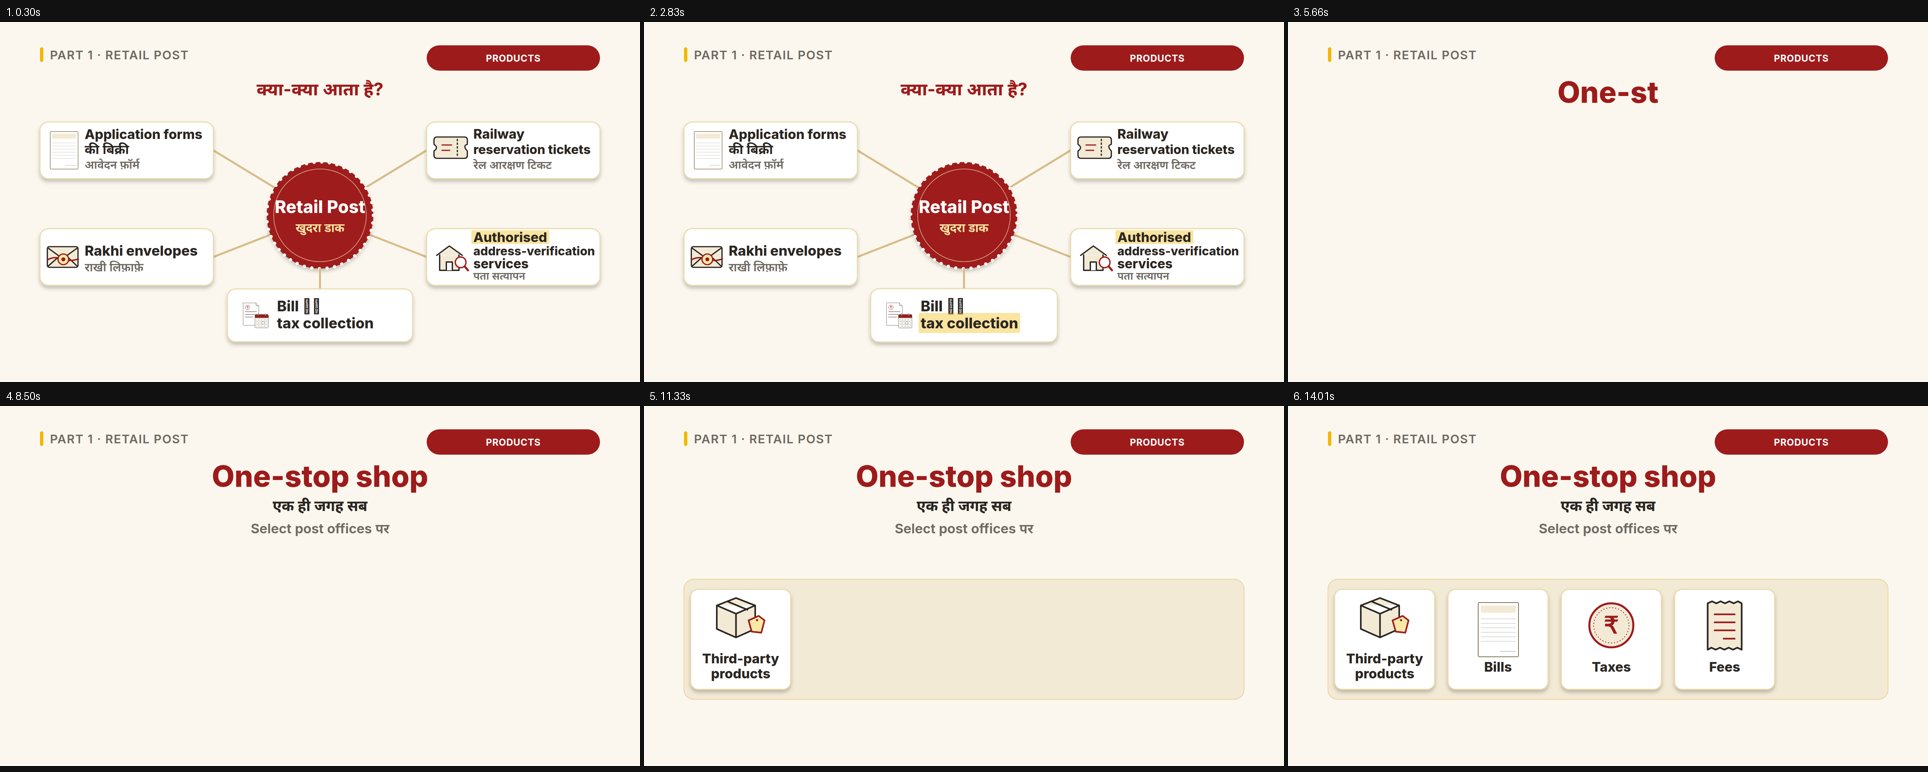 1. 0.30s
PART 1 · RETAIL POST
PRODUCTS
क्या-क्या आता है?
Application forms
की बिक्री
आवेदन फ़ॉर्म
Railway
reservation tickets
रेल आरक्षण टिकट
Retail Post
खुदरा डाक
Rakhi envelopes
राखी लिफ़ाफ़े
Authorised
address-verification
services
पता सत्यापन
Bill
tax collection
2. 2.83s
PART 1 · RETAIL POST
PRODUCTS
क्या-क्या आता है?
Application forms
की बिक्री
आवेदन फ़ॉर्म
Railway
reservation tickets
रेल आरक्षण टिकट
Retail Post
खुदरा डाक
Rakhi envelopes
राखी लिफ़ाफ़े
Authorised
address-verification
services
पता सत्यापन
Bill
tax collection
3. 5.66s
PART 1 · RETAIL POST
PRODUCTS
One-st
4. 8.50s
PART 1 · RETAIL POST
PRODUCTS
One-stop shop
एक ही जगह सब
Select post offices पर
5. 11.33s
PART 1 · RETAIL POST
PRODUCTS
One-stop shop
एक ही जगह सब
Select post offices पर
Third-party
products
6. 14.01s
PART 1 · RETAIL POST
PRODUCTS
One-stop shop
एक ही जगह सब
Select post offices पर
₹
Third-party
products
Bills
Taxes
Fees